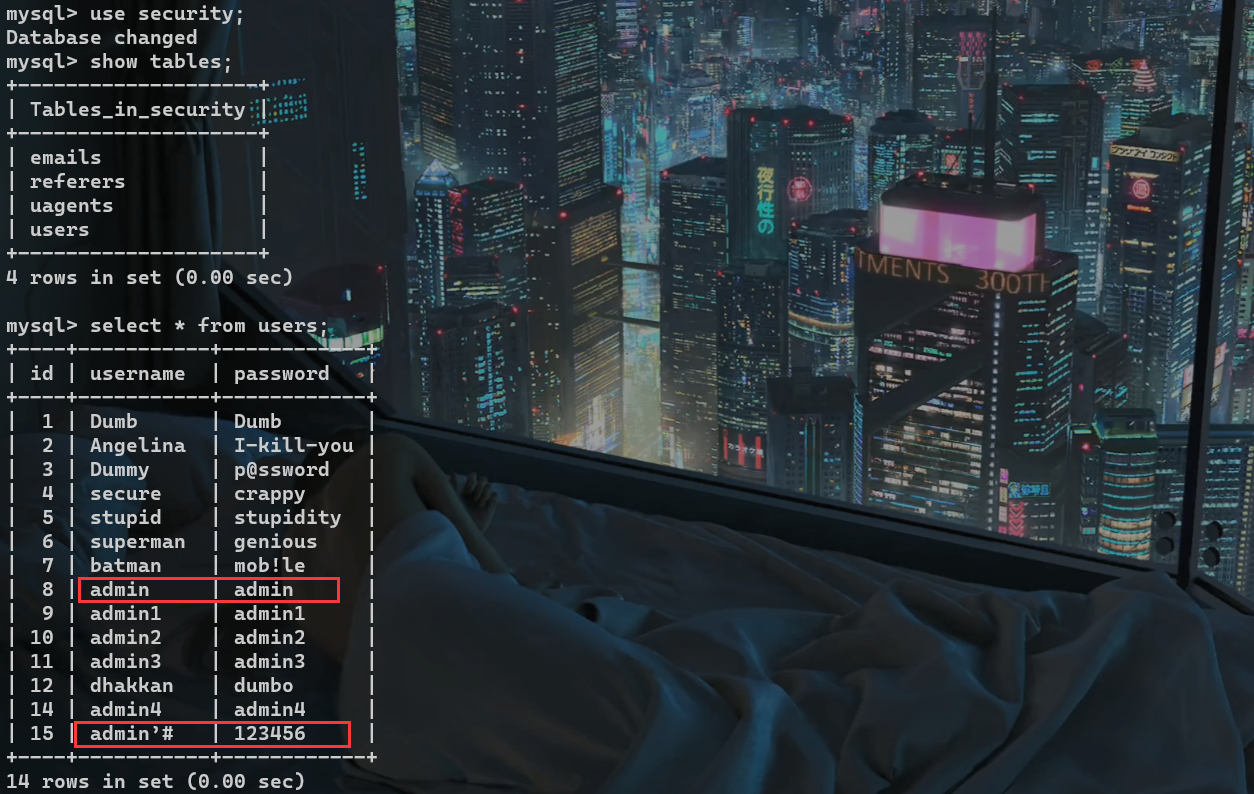 mysql> use security;
Database changed
mysql> show tables;
+--------------------+
| Tables_in_security |
+--------------------+
| emails             |
| referers           |
| uagents            |
| users              |
+--------------------+
4 rows in set (0.00 sec)
mysql> select * from users;
+----+-----------+------------+
| id | username  | password   |
+----+-----------+------------+
|  1 | Dumb      | Dumb       |
|  2 | Angelina  | I-kill-you |
|  3 | Dummy     | p@ssword   |
|  4 | secure    | crappy     |
|  5 | stupid    | stupidity  |
|  6 | superman  | genious    |
|  7 | batman    | mob!le     |
|  8 | admin     | admin      |
|  9 | admin1    | admin1     |
| 10 | admin2    | admin2     |
| 11 | admin3    | admin3     |
| 12 | dhakkan   | dumbo      |
| 14 | admin4    | admin4     |
| 15 | admin’#   | 123456     |
+----+-----------+------------+
14 rows in set (0.00 sec)
夜行性の
TMENTS 300TH